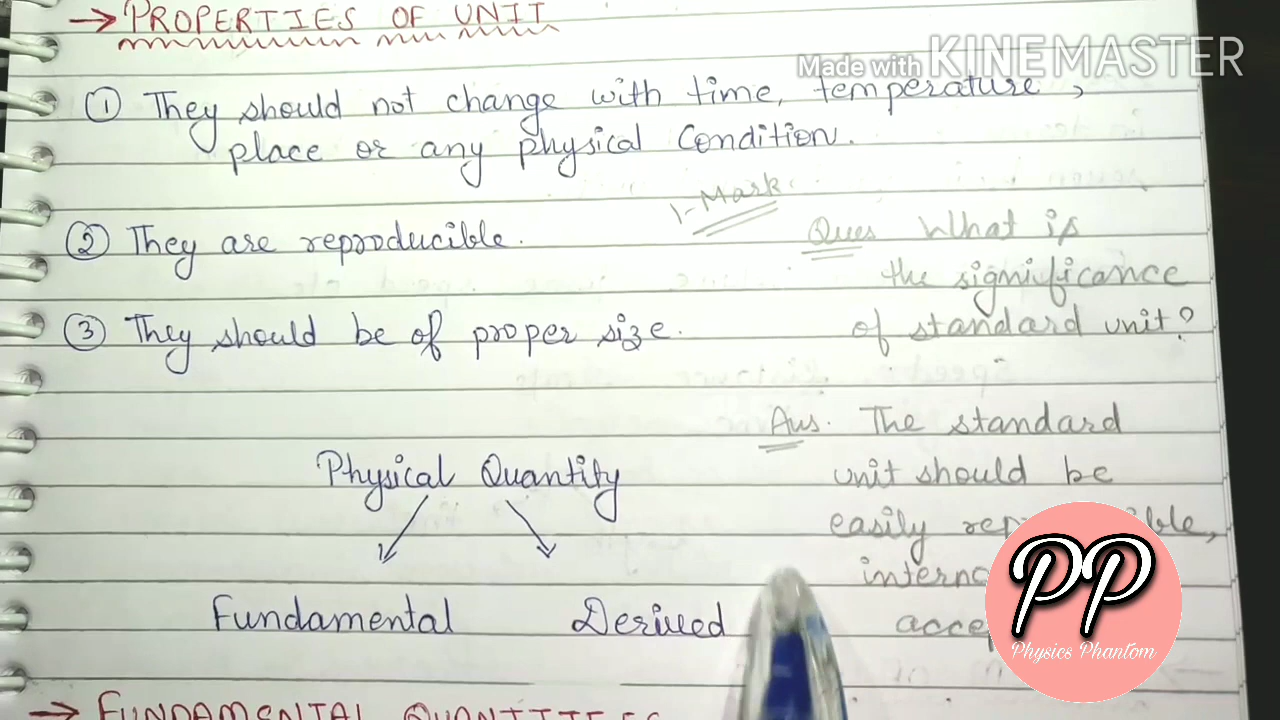 → PROPERTIES OF UNIT
Made with KINEMASTER
① They should not change with time, temperature,
place or any physical Condition.
1-Mark.
② They are reproducible.
Ques What is
the significance
of standard unit?
③ They should be of proper size.
Ans. The standard
unit should be
easily
Physical Quantity
Fundamental Derived
PP
Physics Phantom
→ FUNDAMENTAL QUANTITIES